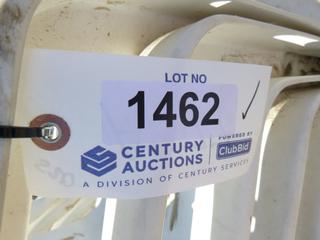 LOT NO
1462
CENTURY
AUCTIONS
POWERED BY
ClubBid
A DIVISION OF CENTURY SERVICES